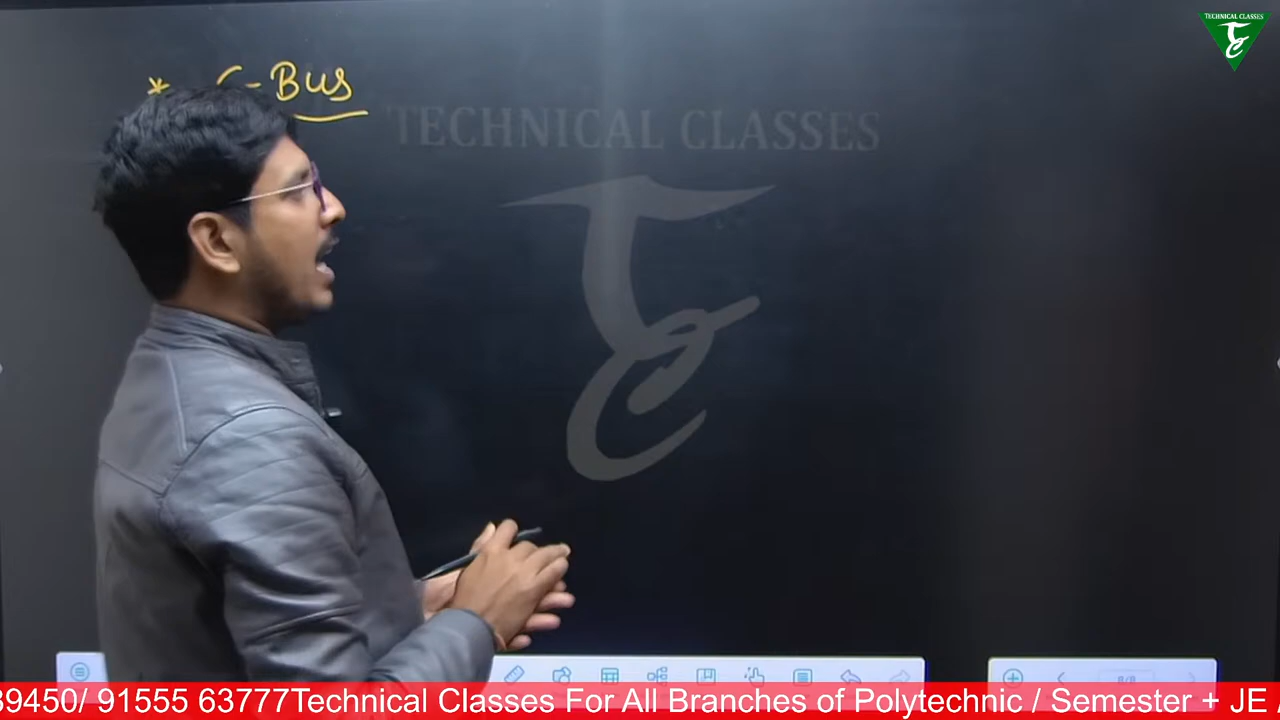 TECHNICAL CLASSES
* -Bus
TECHNICAL CLASSES
39450/ 91555 63777Technical Classes For All Branches of Polytechnic / Semester + JE